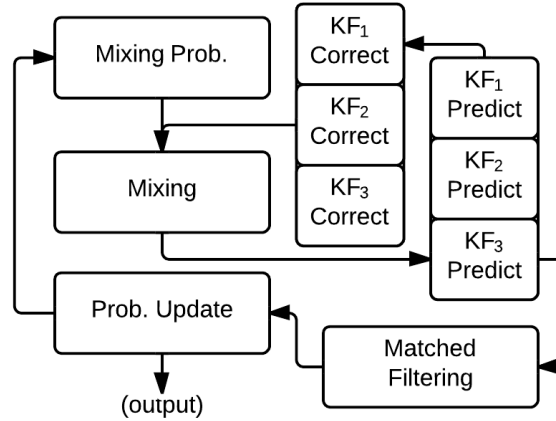 Mixing Prob.
KF₁
Correct
KF₂
Correct
KF₃
Correct
KF₁
Predict
KF₂
Predict
KF₃
Predict
Mixing
Prob. Update
Matched
Filtering
(output)